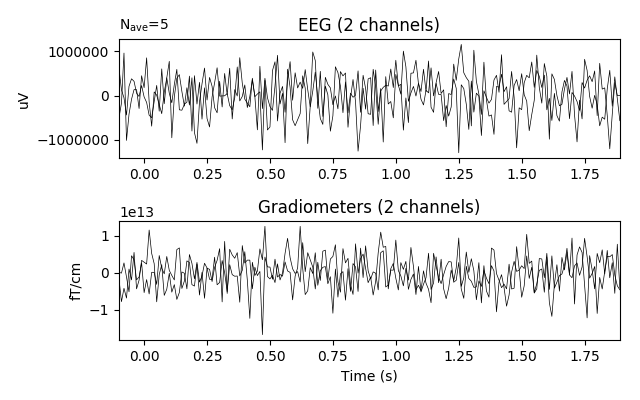 N_ave=5
EEG (2 channels)
1000000
0
−1000000
uV
0.00 0.25 0.50 0.75 1.00 1.25 1.50 1.75
1e13
Gradiometers (2 channels)
1
0
−1
fT/cm
0.00 0.25 0.50 0.75 1.00 1.25 1.50 1.75
Time (s)